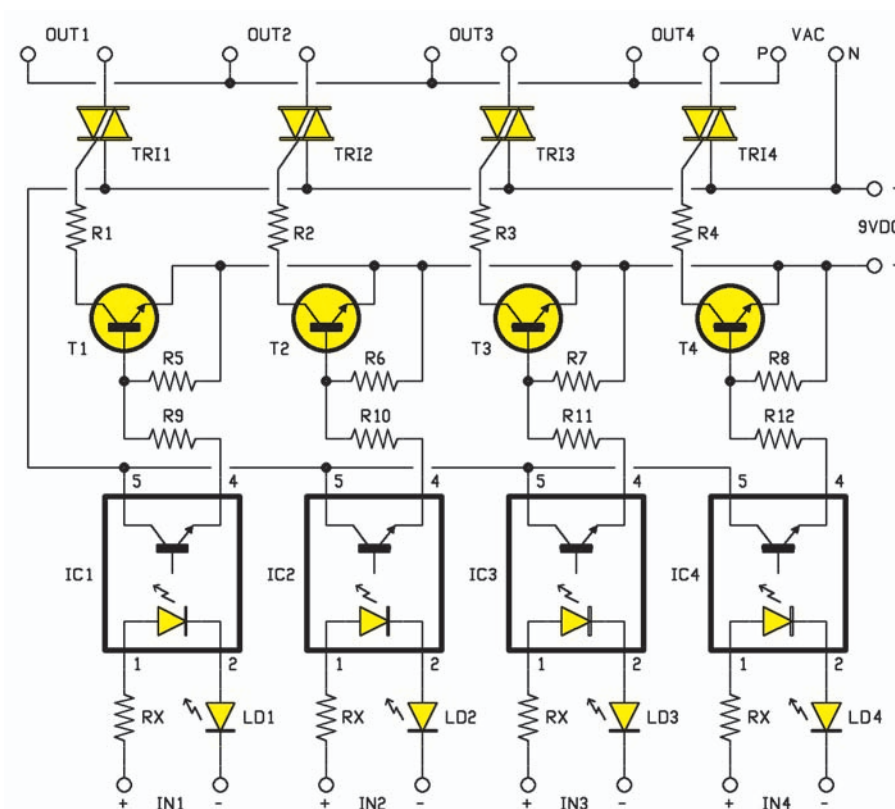 OUT1 OUT2 OUT3 OUT4 VAC
P N
TRI1 TRI2 TRI3 TRI4
R1 R2 R3 R4 9VDC
T1 T2 T3 T4
R5 R6 R7 R8
R9 R10 R11 R12
5 4 5 4 5 4 5 4
IC1 IC2 IC3 IC4
1 2 1 2 1 2 1 2
RX LD1 RX LD2 RX LD3 RX LD4
+ IN1 - + IN2 - + IN3 - + IN4 -